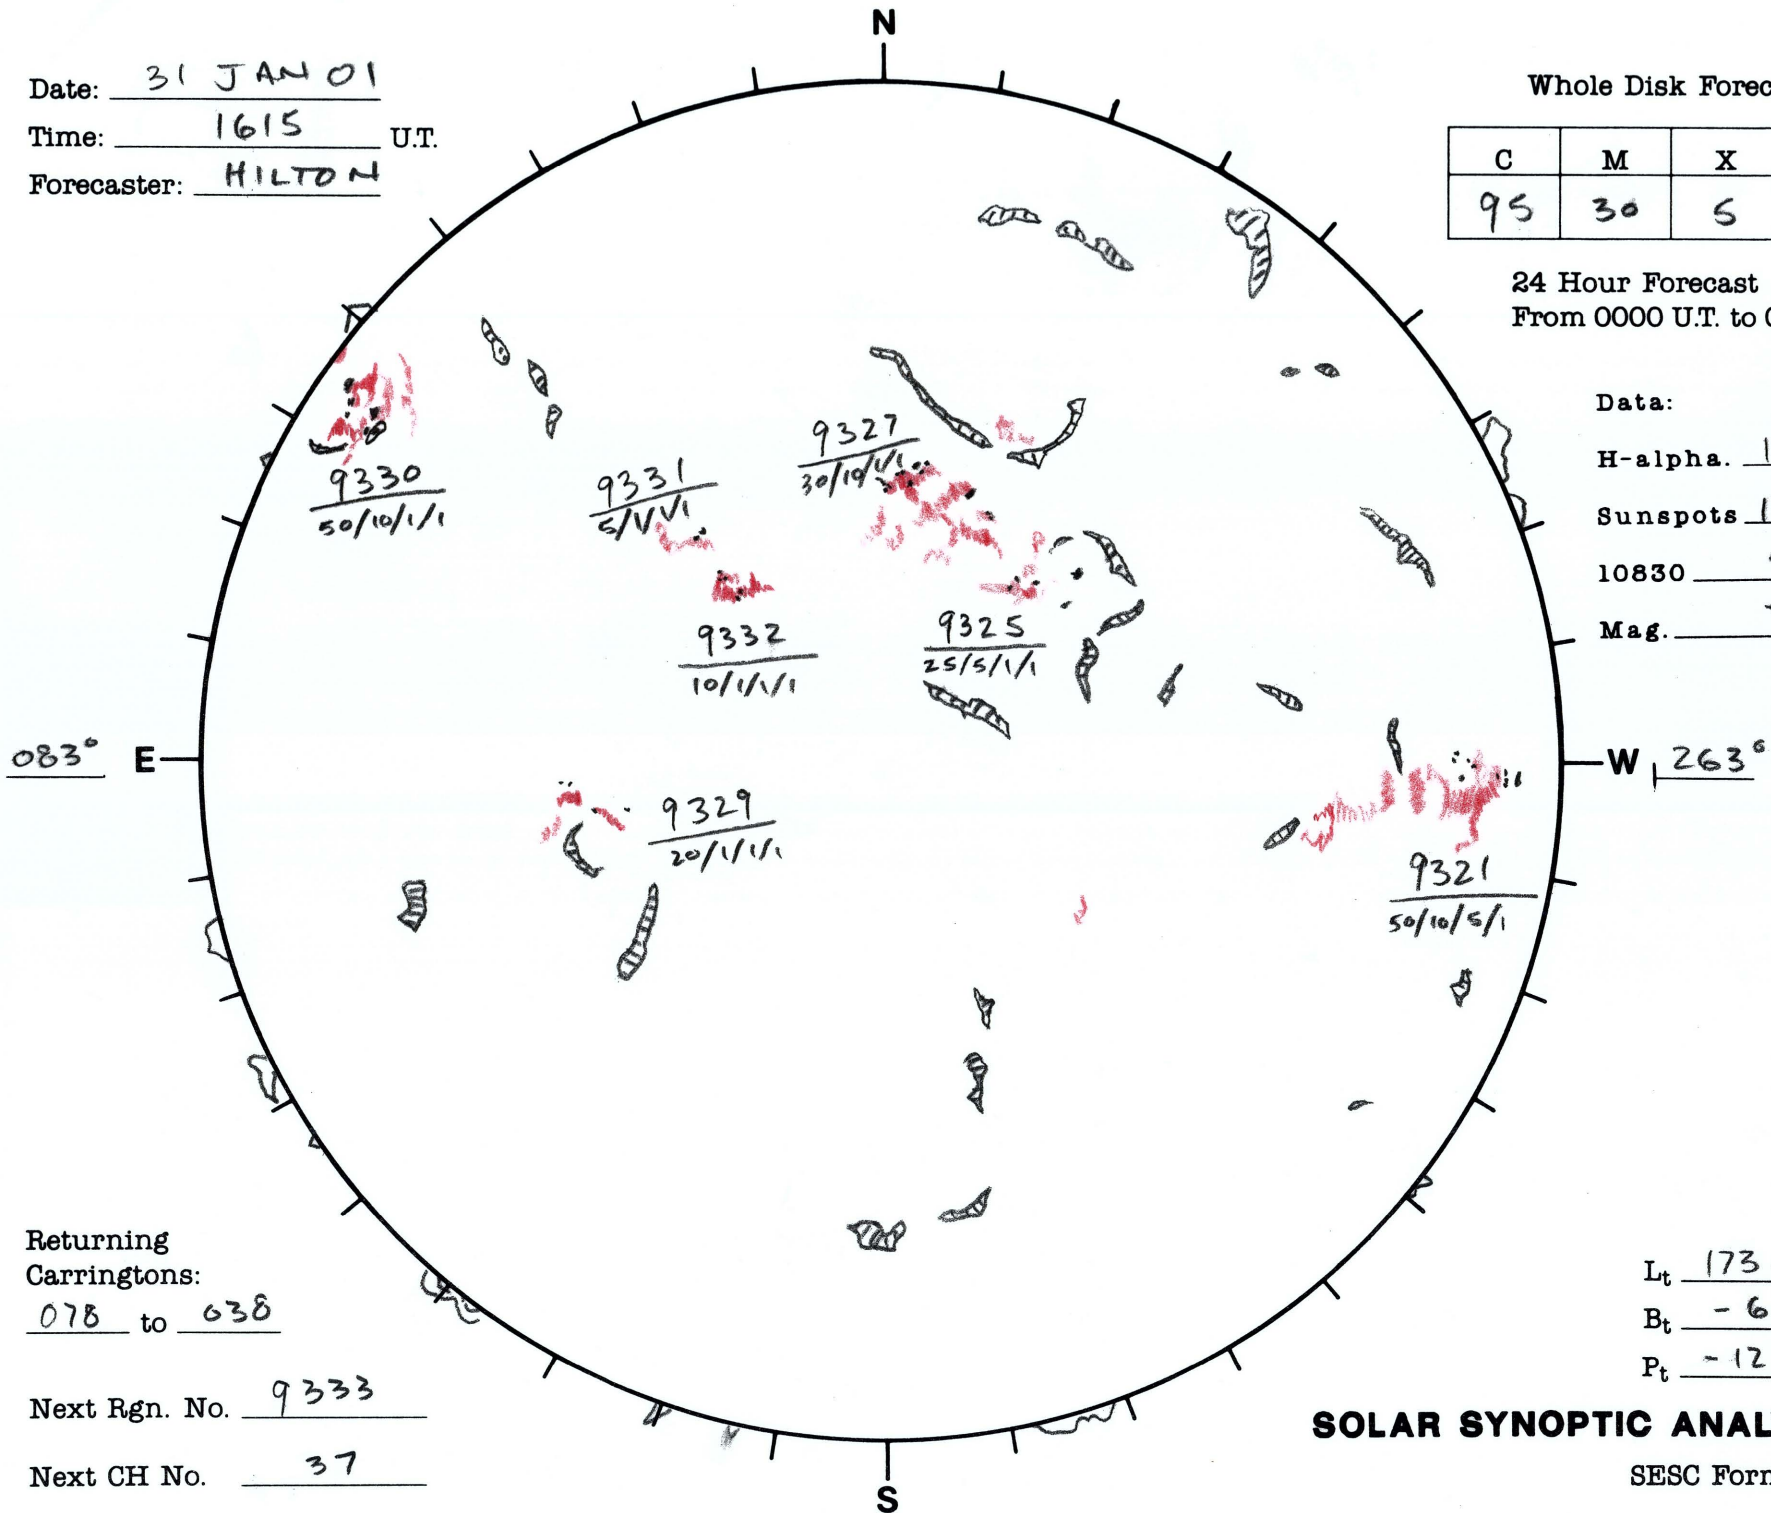 N
Date: 31 JAN 01
Time: 1615 U.T.
Forecaster: HILTON
Whole Disk Forec
C M X
95 30 5
24 Hour Forecast
From 0000 U.T. to 0
Data:
H-alpha. 1
Sunspots 1
10830
Mag.
9330
50/10/1/1
9331
5/1/1/1
9327
30/10/1/1
9332
10/1/1/1
9325
25/5/1/1
083° E
W 263°
9329
20/1/1/1
9321
50/10/5/1
Returning
Carringtons:
078 to 038
Next Rgn. No. 9333
Next CH No. 37
Lt 173
Bt -6
Pt -12
SOLAR SYNOPTIC ANAL
SESC Form
S